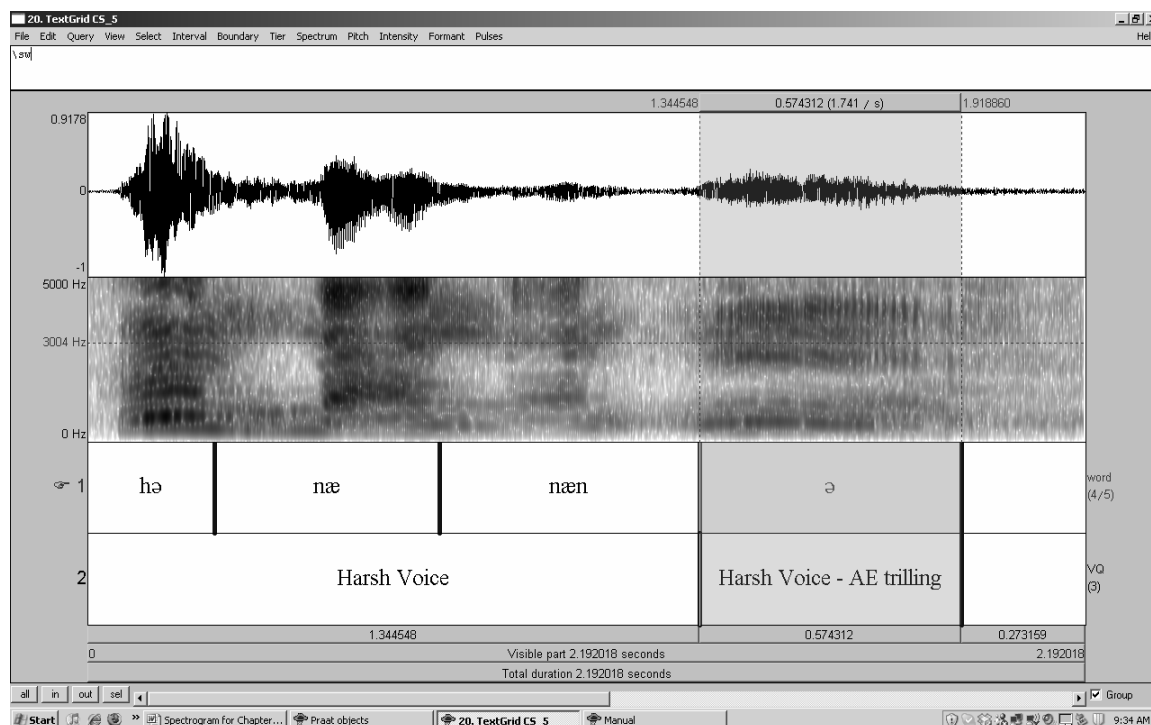 20. TextGrid CS_5
File Edit Query View Select Interval Boundary Tier Spectrum Pitch Intensity Formant Pulses Hel
\sw
1.344548 0.574312 (1.741 / s) 1.918860
0.9178
0
-1
5000 Hz
3004 Hz
0 Hz
1 hə næ næn ə word (4/5)
2 Harsh Voice Harsh Voice - AE trilling VQ (3)
1.344548 0.574312 0.273159
0 Visible part 2.192018 seconds 2.192018
Total duration 2.192018 seconds
all in out sel Group
Start » Spectrogram for Chapter... Praat objects 20. TextGrid CS_5 Manual 9:34 AM